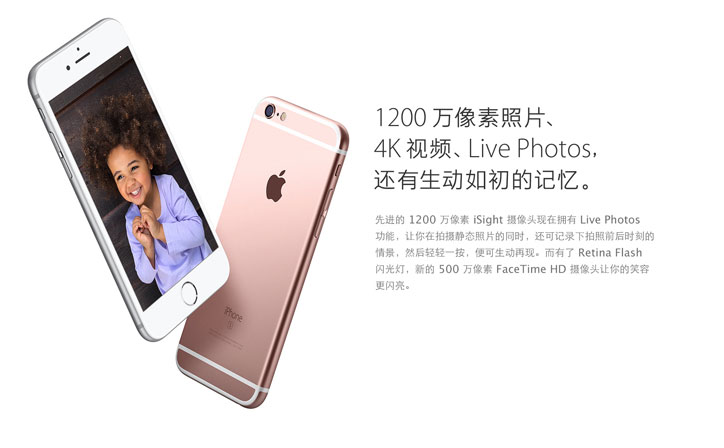 1200 万像素照片、
4K 视频、Live Photos，
还有生动如初的记忆。
先进的 1200 万像素 iSight 摄像头现在拥有 Live Photos
功能，让你在拍摄静态照片的同时，还可记录下拍照前后时刻的
情景，然后轻轻一按，便可生动再现。而有了 Retina Flash
闪光灯，新的 500 万像素 FaceTime HD 摄像头让你的笑容
更闪亮。
iPhone
S